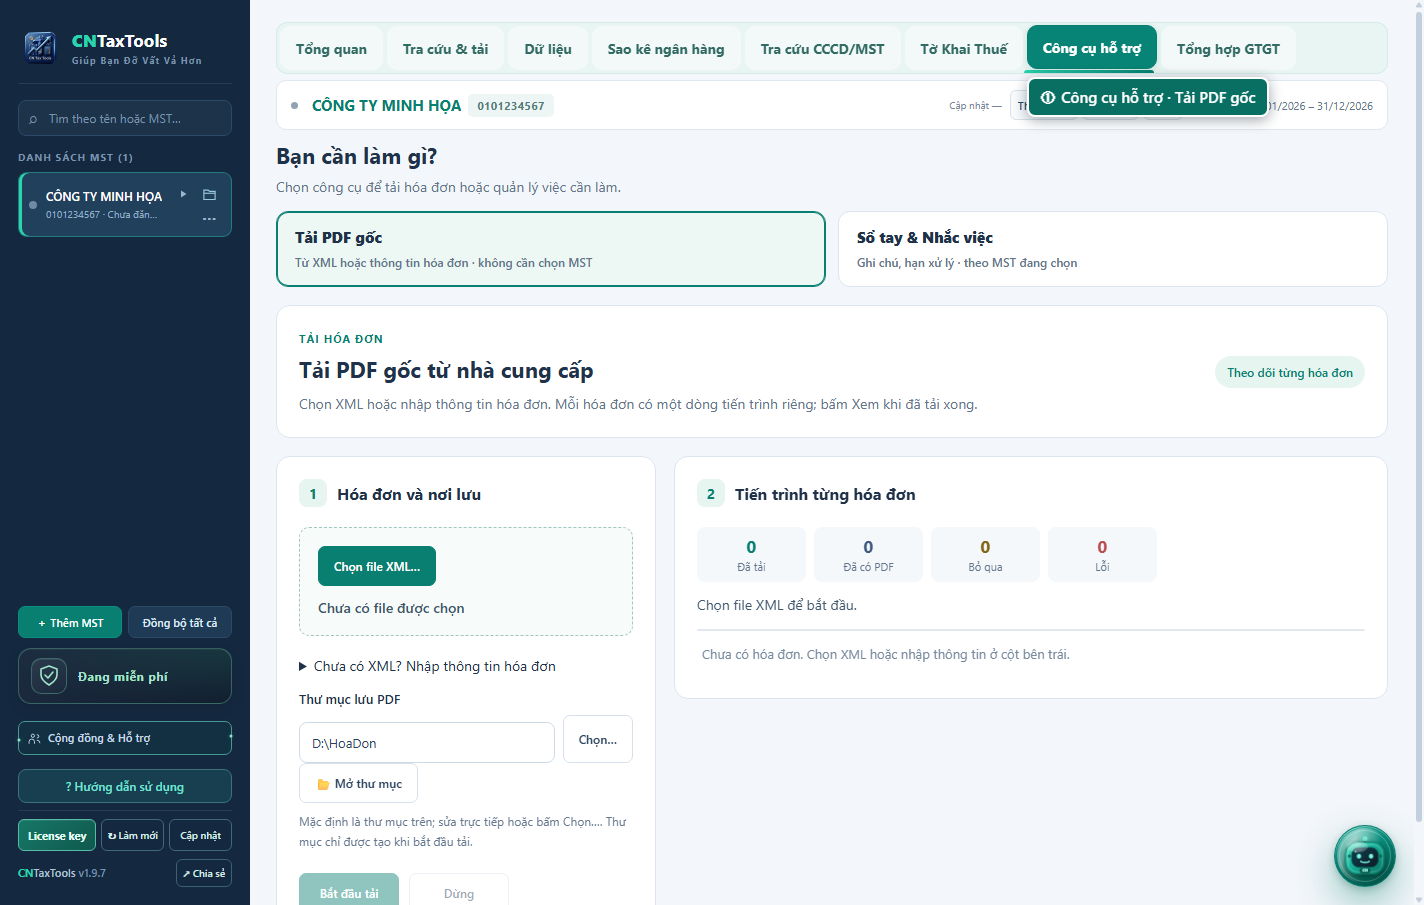 CNTaxTools
Giúp Bạn Đỡ Vất Vả Hơn
Tìm theo tên hoặc MST...
DANH SÁCH MST (1)
CÔNG TY MINH HỌA
0101234567 · Chưa đăn...
+ Thêm MST
Đồng bộ tất cả
Đang miễn phí
Cộng đồng & Hỗ trợ
? Hướng dẫn sử dụng
License key
↻ Làm mới
Cập nhật
CNTaxTools v1.9.7
↗ Chia sẻ
Tổng quan
Tra cứu & tải
Dữ liệu
Sao kê ngân hàng
Tra cứu CCCD/MST
Tờ Khai Thuế
Công cụ hỗ trợ
Tổng hợp GTGT
CÔNG TY MINH HỌA
0101234567
Cập nhật —
① Công cụ hỗ trợ · Tải PDF gốc
01/2026 – 31/12/2026
Bạn cần làm gì?
Chọn công cụ để tải hóa đơn hoặc quản lý việc cần làm.
Tải PDF gốc
Từ XML hoặc thông tin hóa đơn · không cần chọn MST
Sổ tay & Nhắc việc
Ghi chú, hạn xử lý · theo MST đang chọn
TẢI HÓA ĐƠN
Tải PDF gốc từ nhà cung cấp
Chọn XML hoặc nhập thông tin hóa đơn. Mỗi hóa đơn có một dòng tiến trình riêng; bấm Xem khi đã tải xong.
Theo dõi từng hóa đơn
1 Hóa đơn và nơi lưu
Chọn file XML...
Chưa có file được chọn
Chưa có XML? Nhập thông tin hóa đơn
Thư mục lưu PDF
D:\HoaDon
Chọn...
Mở thư mục
Mặc định là thư mục trên; sửa trực tiếp hoặc bấm Chọn.... Thư
mục chỉ được tạo khi bắt đầu tải.
Bắt đầu tải
Dừng
2 Tiến trình từng hóa đơn
0
Đã tải
0
Đã có PDF
0
Bỏ qua
0
Lỗi
Chọn file XML để bắt đầu.
Chưa có hóa đơn. Chọn XML hoặc nhập thông tin ở cột bên trái.